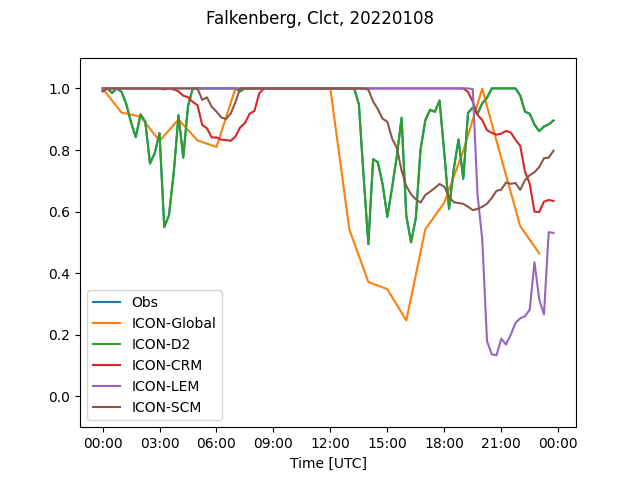 Falkenberg, Clct, 20220108
1.0
0.8
0.6
0.4
0.2
0.0
Obs
ICON-Global
ICON-D2
ICON-CRM
ICON-LEM
ICON-SCM
00:00 03:00 06:00 09:00 12:00 15:00 18:00 21:00 00:00
Time [UTC]